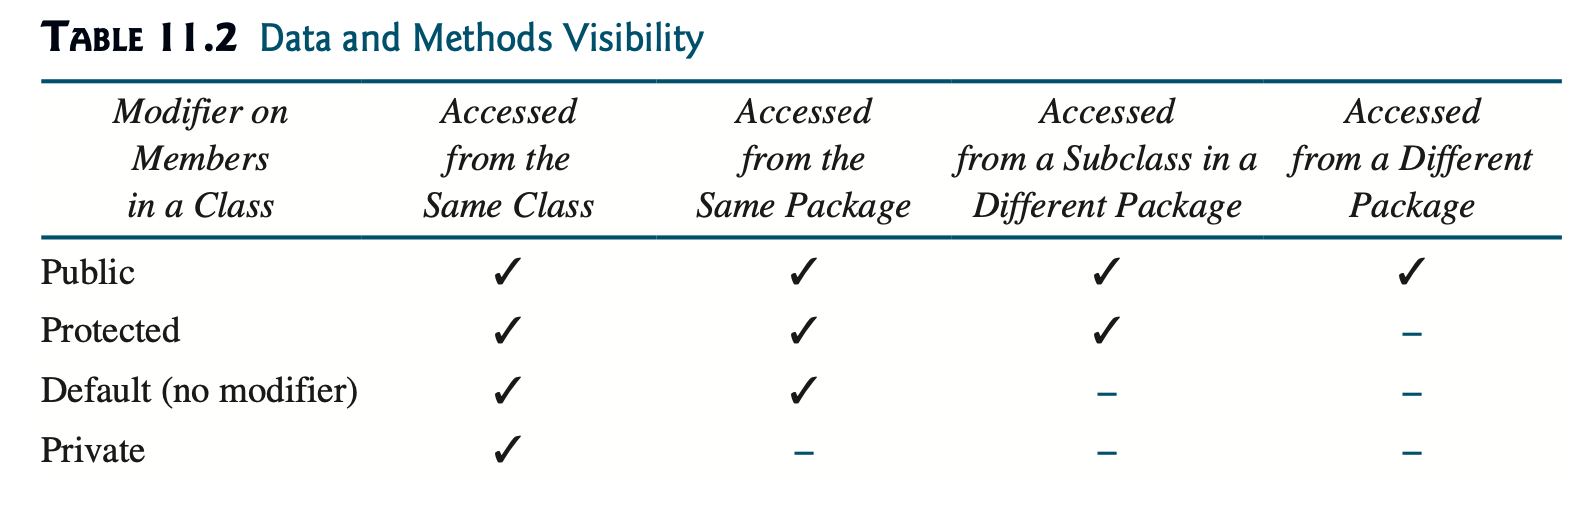 TABLE 11.2 Data and Methods Visibility
Modifier on Members in a Class | Accessed from the Same Class | Accessed from the Same Package | Accessed from a Subclass in a Different Package | Accessed from a Different Package
Public ✓ ✓ ✓ ✓
Protected ✓ ✓ ✓ –
Default (no modifier) ✓ ✓ – –
Private ✓ – – –